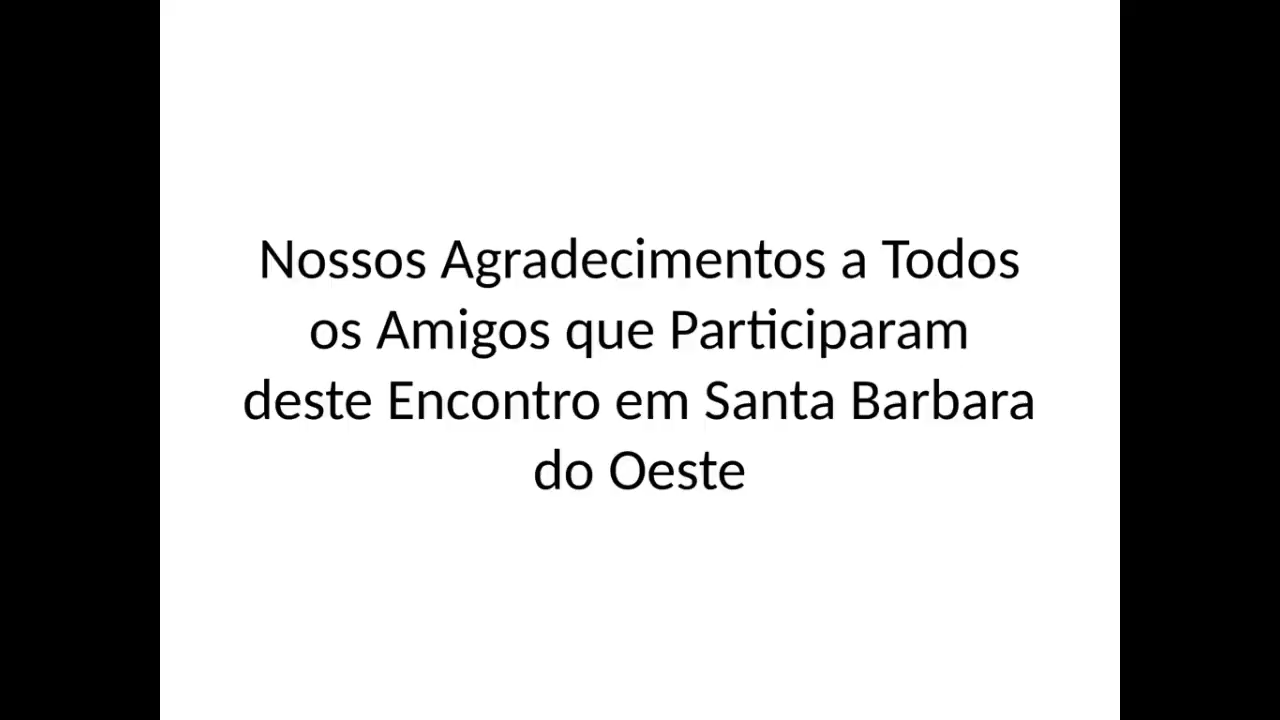 Nossos Agradecimentos a Todos
os Amigos que Participaram
deste Encontro em Santa Barbara
do Oeste